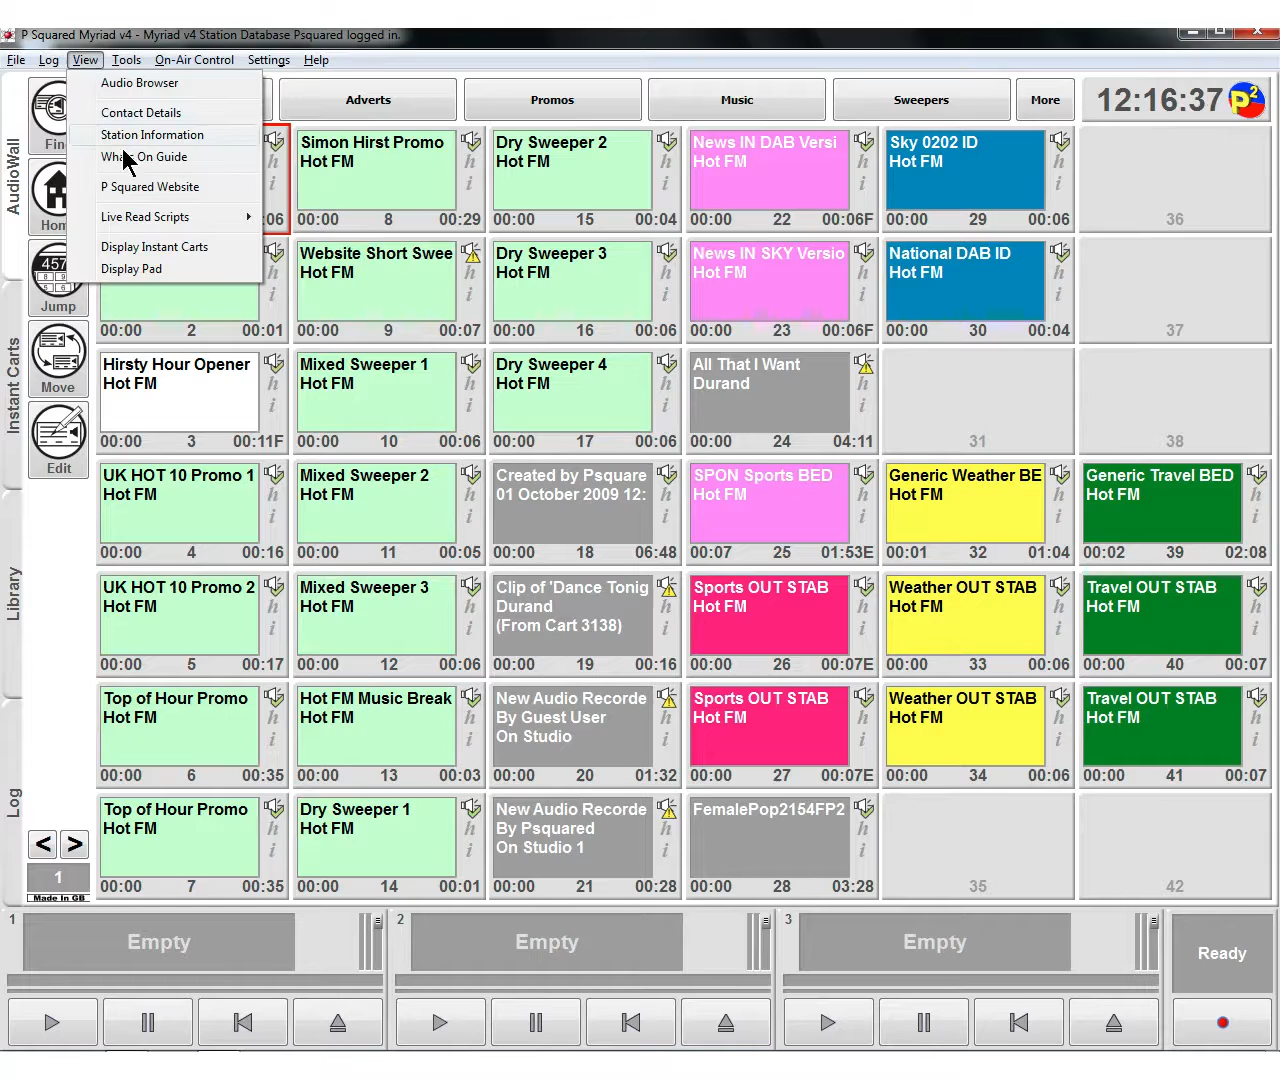 P Squared Myriad v4 - Myriad v4 Station Database Psquared logged in.
File Log View Tools On-Air Control Settings Help
Audio Browser
Contact Details
Station Information
What's On Guide
P Squared Website
Live Read Scripts
Display Instant Carts
Display Pad
Adverts
Promos
Music
Sweepers
More
12:16:37
AudioWall
Instant Carts
Library
Log
Jump
Move
Edit
< >
1
Made In GB
:06
00:00 2 00:01
Hirsty Hour Opener
Hot FM
00:00 3 00:11F
UK HOT 10 Promo 1
Hot FM
00:00 4 00:16
UK HOT 10 Promo 2
Hot FM
00:00 5 00:17
Top of Hour Promo
Hot FM
00:00 6 00:35
Top of Hour Promo
Hot FM
00:00 7 00:35
Simon Hirst Promo
Hot FM
00:00 8 00:29
Website Short Swee
Hot FM
00:00 9 00:07
Mixed Sweeper 1
Hot FM
00:00 10 00:06
Mixed Sweeper 2
Hot FM
00:00 11 00:05
Mixed Sweeper 3
Hot FM
00:00 12 00:06
Hot FM Music Break
Hot FM
00:00 13 00:03
Dry Sweeper 1
Hot FM
00:00 14 00:01
Dry Sweeper 2
Hot FM
00:00 15 00:04
Dry Sweeper 3
Hot FM
00:00 16 00:06
Dry Sweeper 4
Hot FM
00:00 17 00:06
Created by Psquare
01 October 2009 12:
00:00 18 06:48
Clip of 'Dance Tonig
Durand
(From Cart 3138)
00:00 19 00:16
New Audio Recorde
By Guest User
On Studio
00:00 20 01:32
New Audio Recorde
By Psquared
On Studio 1
00:00 21 00:28
News IN DAB Versi
Hot FM
00:00 22 00:06F
News IN SKY Versio
Hot FM
00:00 23 00:06F
All That I Want
Durand
00:00 24 04:11
SPON Sports BED
Hot FM
00:07 25 01:53E
Sports OUT STAB
Hot FM
00:00 26 00:07E
Sports OUT STAB
Hot FM
00:00 27 00:07E
FemalePop2154FP2
00:00 28 03:28
Sky 0202 ID
Hot FM
00:00 29 00:06
National DAB ID
Hot FM
00:00 30 00:04
31
Generic Weather BE
Hot FM
00:01 32 01:04
Weather OUT STAB
Hot FM
00:00 33 00:06
Weather OUT STAB
Hot FM
00:00 34 00:06
35
36
37
38
Generic Travel BED
Hot FM
00:02 39 02:08
Travel OUT STAB
Hot FM
00:00 40 00:07
Travel OUT STAB
Hot FM
00:00 41 00:07
42
1 Empty
2 Empty
3 Empty
Ready